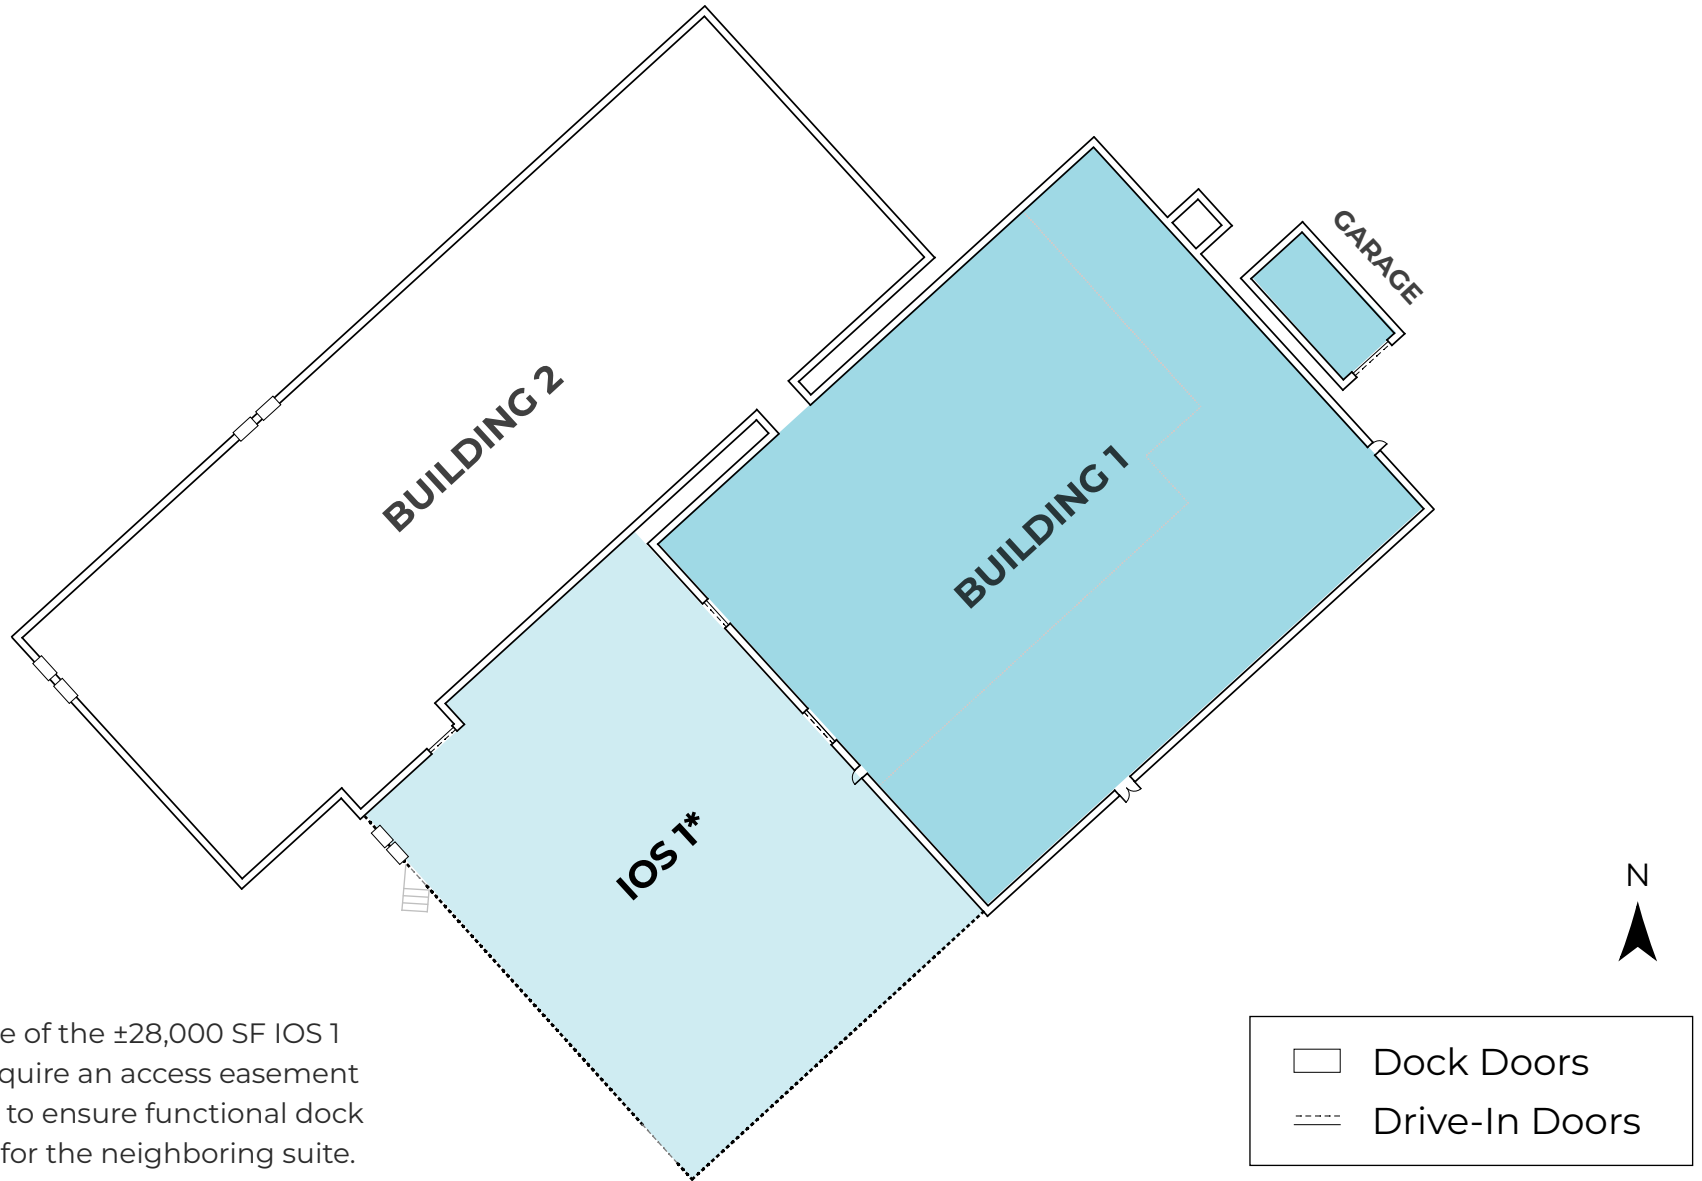 GARAGE
BUILDING 2
BUILDING 1
IOS 1*
N
e of the ±28,000 SF IOS 1
quire an access easement
to ensure functional dock
for the neighboring suite.
Dock Doors
Drive-In Doors